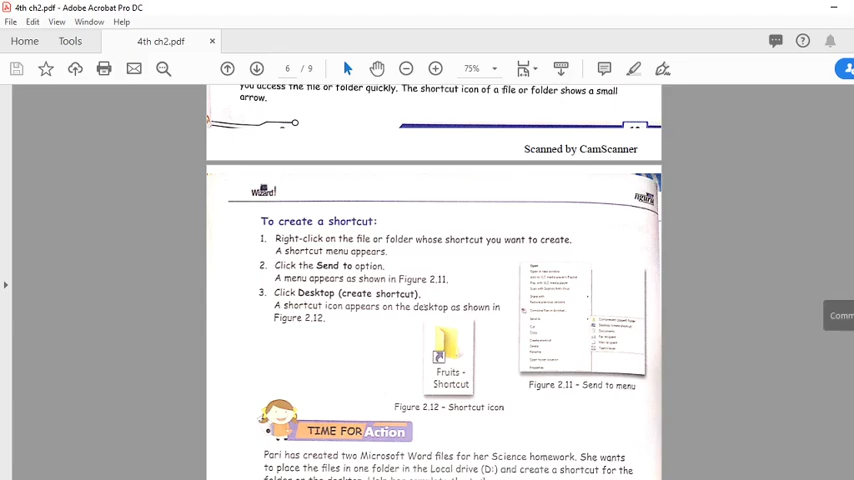 4th ch2.pdf - Adobe Acrobat Pro DC
File Edit View Window Help
Home Tools 4th ch2.pdf ×
6 / 9 75%
you access the file or folder quickly. The shortcut icon of a file or folder shows a small
arrow.
Scanned by CamScanner
Wizard!
To create a shortcut:
1. Right-click on the file or folder whose shortcut you want to create.
A shortcut menu appears.
2. Click the Send to option.
A menu appears as shown in Figure 2.11.
3. Click Desktop (create shortcut).
A shortcut icon appears on the desktop as shown in
Figure 2.12.
Fruits -
Shortcut
Figure 2.11 - Send to menu
Figure 2.12 - Shortcut icon
TIME FOR Action
Pari has created two Microsoft Word files for her Science homework. She wants
to place the files in one folder in the Local drive (D:) and create a shortcut for the
Comm